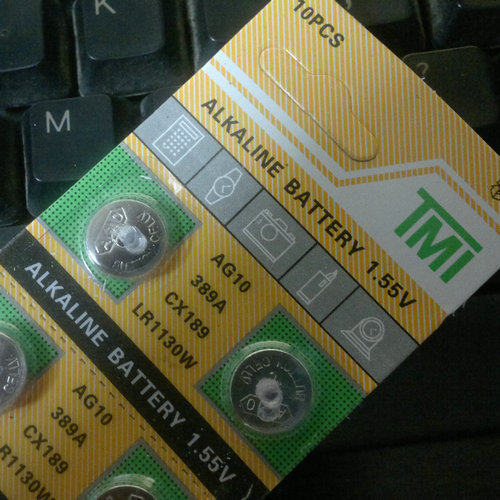 10PCS
ALKALINE BATTERY 1.55V
TMI
AG10
389A
CX189
LR1130W
ALKALINE BATTERY 1.55V
AG10
389A
CX189
LR1130W
K
M
?